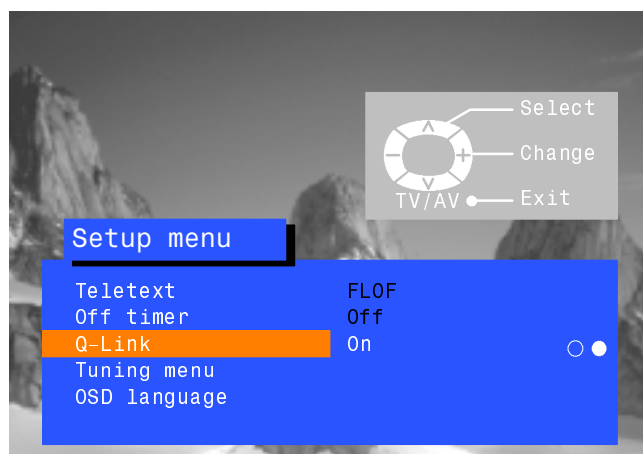 Select
Change
TV/AV Exit
Setup menu
Teletext FLOF
Off timer Off
Q-Link On
Tuning menu
OSD language